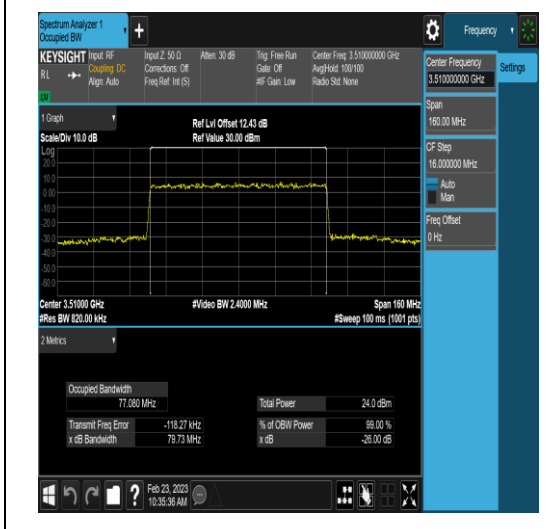 Spectrum Analyzer 1
Occupied BW
+
Frequency
KEYSIGHT
RL
Input: RF
Coupling: DC
Align: Auto
Input Z: 50 Ω
Corrections: Off
Freq Ref: Int (S)
Atten: 30 dB
Trig: Free Run
Gate: Off
#IF Gain: Low
Center Freq: 3.510000000 GHz
Avg|Hold: 100/100
Radio Std: None
Center Frequency
3.510000000 GHz
Settings
Span
160.00 MHz
CF Step
16.000000 MHz
Auto
Man
Freq Offset
0 Hz
1 Graph
Scale/Div 10.0 dB
Ref Lvl Offset 12.43 dB
Ref Value 30.00 dBm
Log
20.0
10.0
0.00
-10.0
-20.0
-30.0
-40.0
-50.0
-60.0
Center 3.51000 GHz
#Video BW 2.4000 MHz
Span 160 MHz
#Res BW 820.00 kHz
#Sweep 100 ms (1001 pts)
2 Metrics
Occupied Bandwidth
77.080 MHz
Total Power 24.0 dBm
Transmit Freq Error -118.27 kHz
% of OBW Power 99.00 %
x dB Bandwidth 79.73 MHz
x dB -26.00 dB
?
Feb 23, 2023
10:35:36 AM